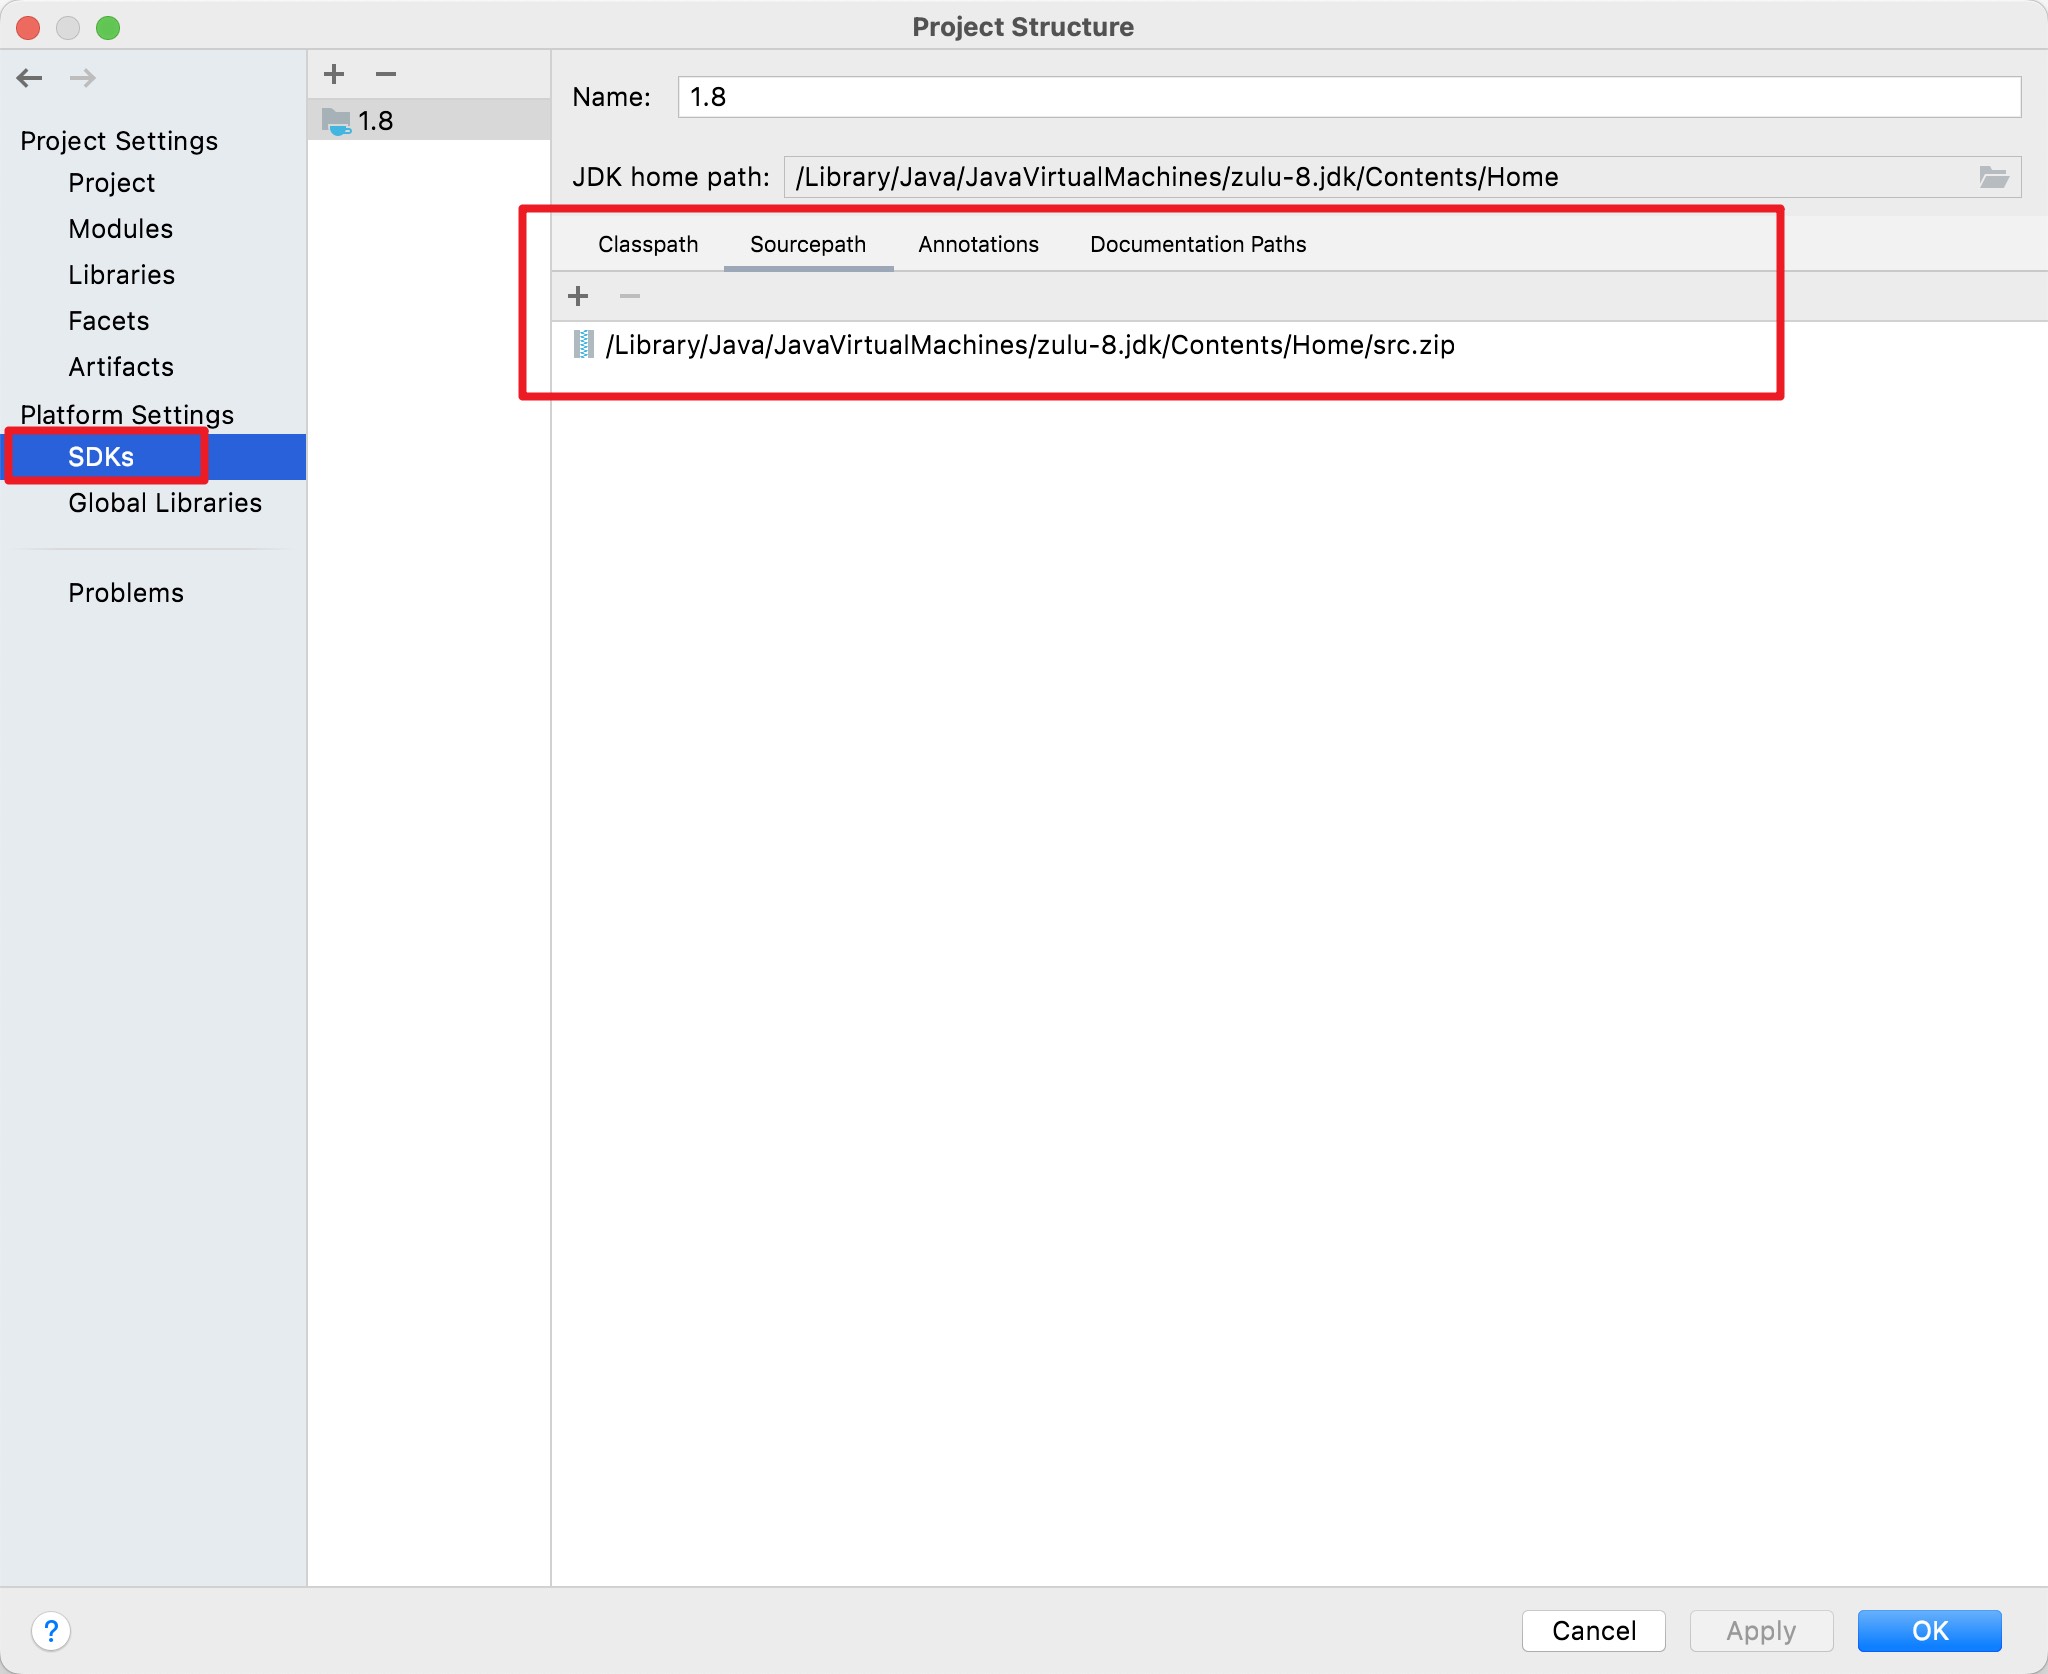 Project Structure
Project Settings
Project
Modules
Libraries
Facets
Artifacts
Platform Settings
SDKs
Global Libraries
Problems
1.8
Name: 1.8
JDK home path: /Library/Java/JavaVirtualMachines/zulu-8.jdk/Contents/Home
Classpath Sourcepath Annotations Documentation Paths
/Library/Java/JavaVirtualMachines/zulu-8.jdk/Contents/Home/src.zip
? Cancel Apply OK